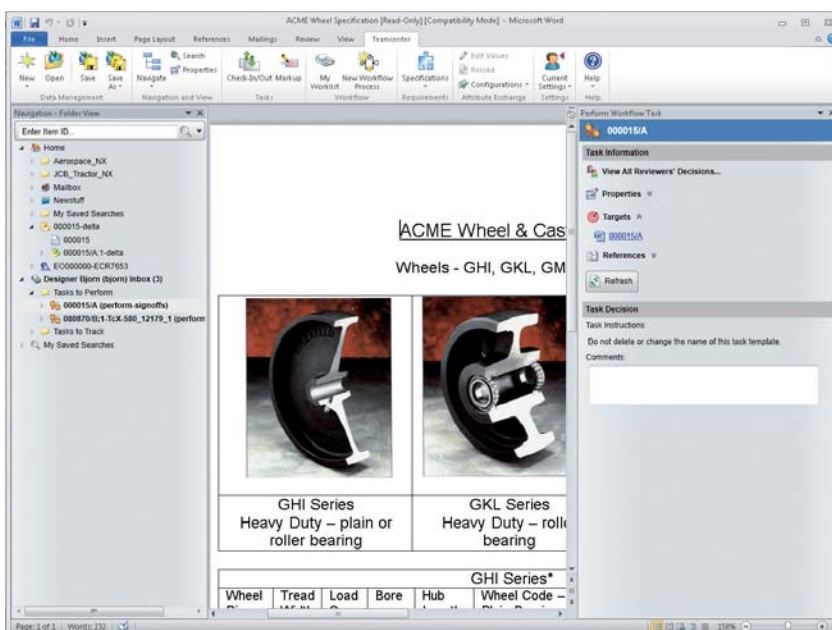 ACME Wheel Specification [Read-Only] [Compatibility Mode] - Microsoft Word
File Home Insert Page Layout References Mailings Review View Teamcenter
New Open Save Save As Navigate Search Properties Check-In/Out Markup My Worklist New Workflow Process Specifications Edit Values Reload Configurations Current Settings Help
Data Management Navigation and View Tasks Workflow Requirements Attribute Exchange Settings Help
Navigation - Folder View
Enter Item ID...
Home
Aerospace_NX
JCB_Tractor_NX
Mailbox
Newstuff
My Saved Searches
000015-delta
000015
000015/A;1-delta
EO000000-ECR7653
Designer Bjorn (bjorn) Inbox (3)
Tasks to Perform
000015/A (perform-signoffs)
080870/B;1-TcX-580_12179_1 (perform
Tasks to Track
My Saved Searches
ACME Wheel & Cas
Wheels - GHI, GKL, GM
GHI Series
Heavy Duty – plain or
roller bearing
GKL Series
Heavy Duty – roll
bearing
GHI Series*
Wheel Tread Load Bore Hub Wheel Code –
Perform Workflow Task
000015/A
Task Information
View All Reviewers' Decisions...
Properties
Targets
000015/A
References
Refresh
Task Decision
Task Instructions:
Do not delete or change the name of this task template.
Comments:
Page: 1 of 1 Words: 232 150%